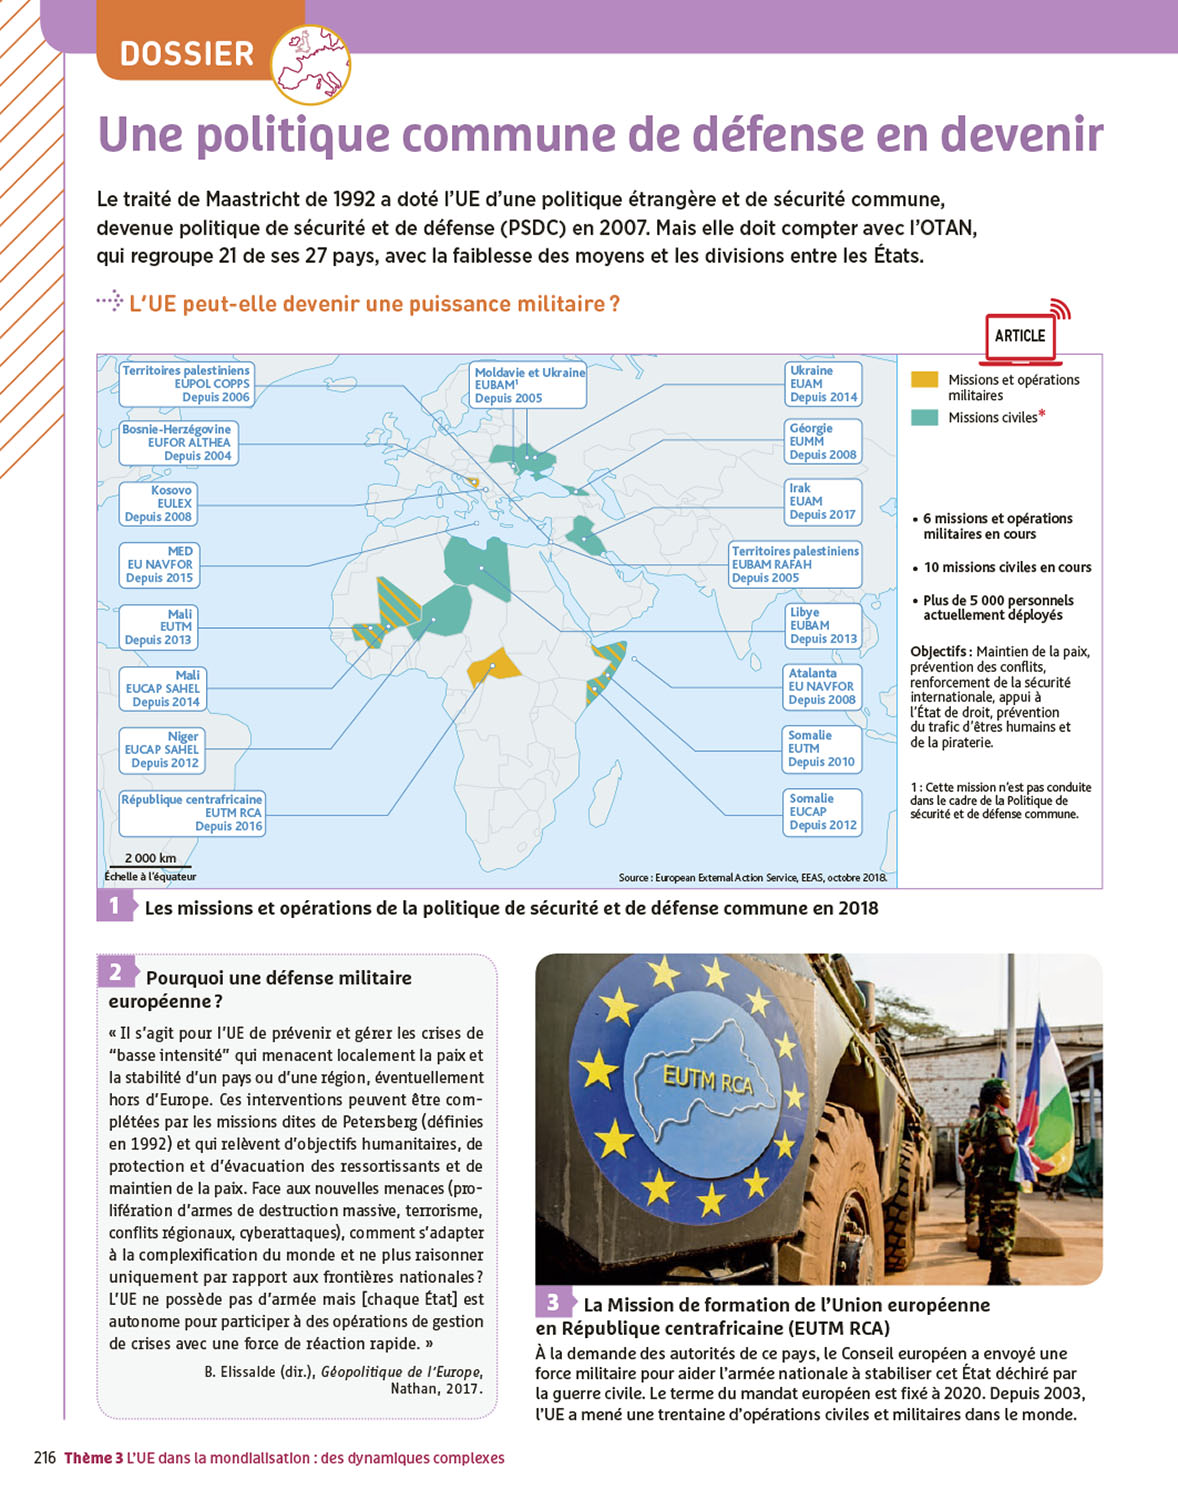 DOSSIER
Une politique commune de défense en devenir
Le traité de Maastricht de 1992 a doté l'UE d'une politique étrangère et de sécurité commune,
devenue politique de sécurité et de défense (PSDC) en 2007. Mais elle doit compter avec l'OTAN,
qui regroupe 21 de ses 27 pays, avec la faiblesse des moyens et les divisions entre les États.
L'UE peut-elle devenir une puissance militaire ?
ARTICLE
Territoires palestiniens
EUPOL COPPS
Depuis 2006
Bosnie-Herzégovine
EUFOR ALTHEA
Depuis 2004
Kosovo
EULEX
Depuis 2008
MED
EU NAVFOR
Depuis 2015
Mali
EUTM
Depuis 2013
Mali
EUCAP SAHEL
Depuis 2014
Niger
EUCAP SAHEL
Depuis 2012
République centrafricaine
EUTM RCA
Depuis 2016
Moldavie et Ukraine
EUBAM¹
Depuis 2005
Ukraine
EUAM
Depuis 2014
Géorgie
EUMM
Depuis 2008
Irak
EUAM
Depuis 2017
Territoires palestiniens
EUBAM RAFAH
Depuis 2005
Libye
EUBAM
Depuis 2013
Atalanta
EU NAVFOR
Depuis 2008
Somalie
EUTM
Depuis 2010
Somalie
EUCAP
Depuis 2012
2 000 km
Échelle à l'équateur
Source : European External Action Service, EEAS, octobre 2018.
Missions et opérations
militaires
Missions civiles*
• 6 missions et opérations
militaires en cours
• 10 missions civiles en cours
• Plus de 5 000 personnels
actuellement déployés
Objectifs : Maintien de la paix,
prévention des conflits,
renforcement de la sécurité
internationale, appui à
l'État de droit, prévention
du trafic d'êtres humains et
de la piraterie.
1 : Cette mission n'est pas conduite
dans le cadre de la Politique de
sécurité et de défense commune.
1 Les missions et opérations de la politique de sécurité et de défense commune en 2018
2 Pourquoi une défense militaire
européenne ?
« Il s'agit pour l'UE de prévenir et gérer les crises de
“basse intensité” qui menacent localement la paix et
la stabilité d'un pays ou d'une région, éventuellement
hors d'Europe. Ces interventions peuvent être com-
plétées par les missions dites de Petersberg (définies
en 1992) et qui relèvent d'objectifs humanitaires, de
protection et d'évacuation des ressortissants et de
maintien de la paix. Face aux nouvelles menaces (pro-
lifération d'armes de destruction massive, terrorisme,
conflits régionaux, cyberattaques), comment s'adapter
à la complexification du monde et ne plus raisonner
uniquement par rapport aux frontières nationales ?
L'UE ne possède pas d'armée mais [chaque État] est
autonome pour participer à des opérations de gestion
de crises avec une force de réaction rapide. »
B. Elissalde (dir.), Géopolitique de l'Europe,
Nathan, 2017.
EUTM RCA
3 La Mission de formation de l'Union européenne
en République centrafricaine (EUTM RCA)
À la demande des autorités de ce pays, le Conseil européen a envoyé une
force militaire pour aider l'armée nationale à stabiliser cet État déchiré par
la guerre civile. Le terme du mandat européen est fixé à 2020. Depuis 2003,
l'UE a mené une trentaine d'opérations civiles et militaires dans le monde.
216 Thème 3 L'UE dans la mondialisation : des dynamiques complexes